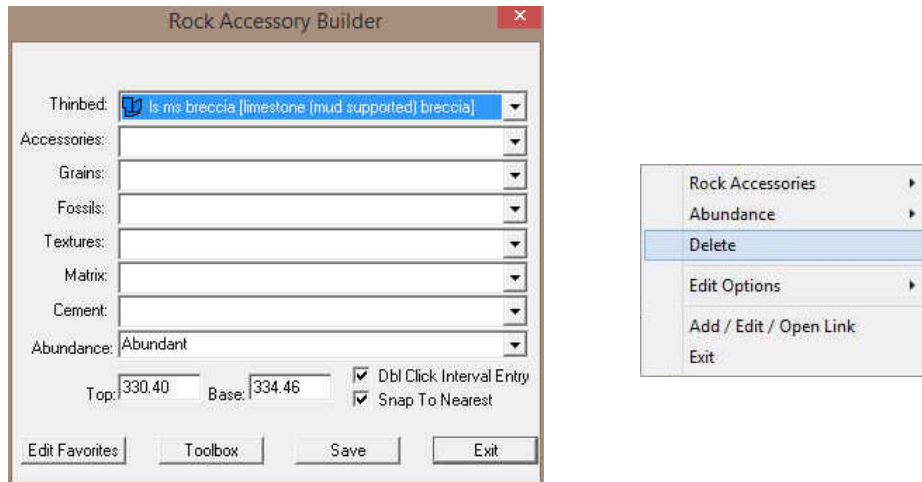 Rock Accessory Builder
Thinbed: ls ms breccia [limestone (mud supported) breccia]
Accessories:
Grains:
Fossils:
Textures:
Matrix:
Cement:
Abundance: Abundant
Top: 330.40 Base: 334.46 Dbl Click Interval Entry
Snap To Nearest
Edit Favorites Toolbox Save Exit
Rock Accessories
Abundance
Delete
Edit Options
Add / Edit / Open Link
Exit